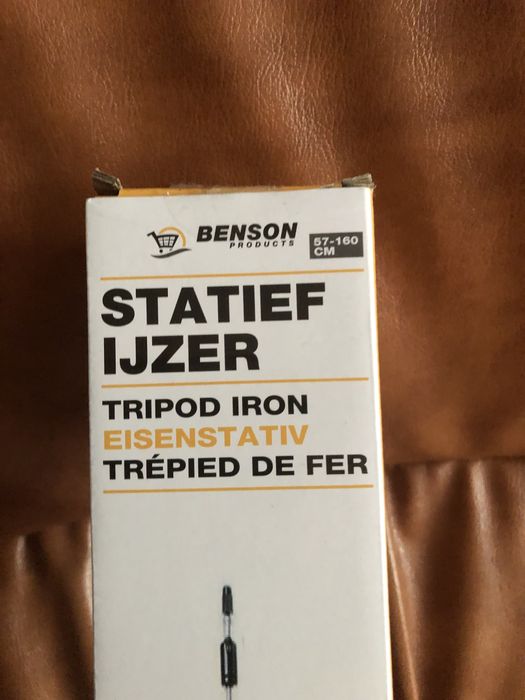 BENSON
PRODUCTS
57-160
CM
STATIEF
IJZER
TRIPOD IRON
EISENSTATIV
TRÉPIED DE FER